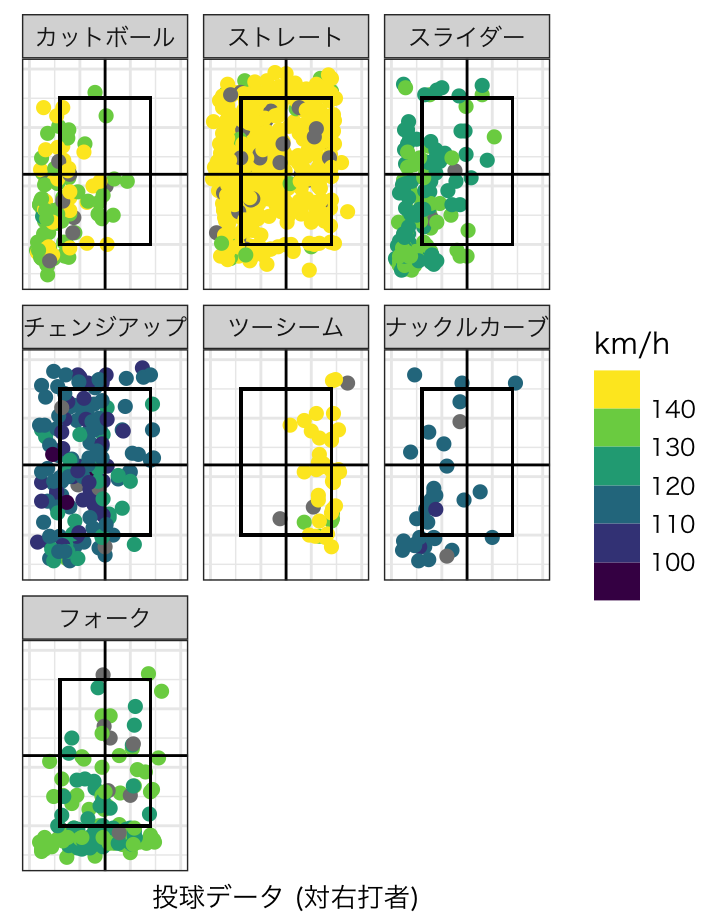 カットボール
ストレート
スライダー
チェンジアップ
ツーシーム
ナックルカーブ
フォーク
km/h
140
130
120
110
100
投球データ (対右打者)